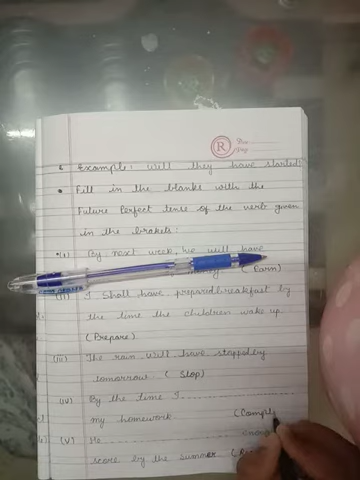 R
Example: Will they have started
Fill in the blanks with the
Future Perfect tense of the verb given
in the brakets:
(i) By next week, he will have
money. (Earn)
(ii) I shall have prepared breakfast by
the time the children wake up.
(Prepare)
(iii) The rain will have stopped by
tomorrow (Stop)
(iv) By the time I
my homework (Compl
(v) He
score by the summer